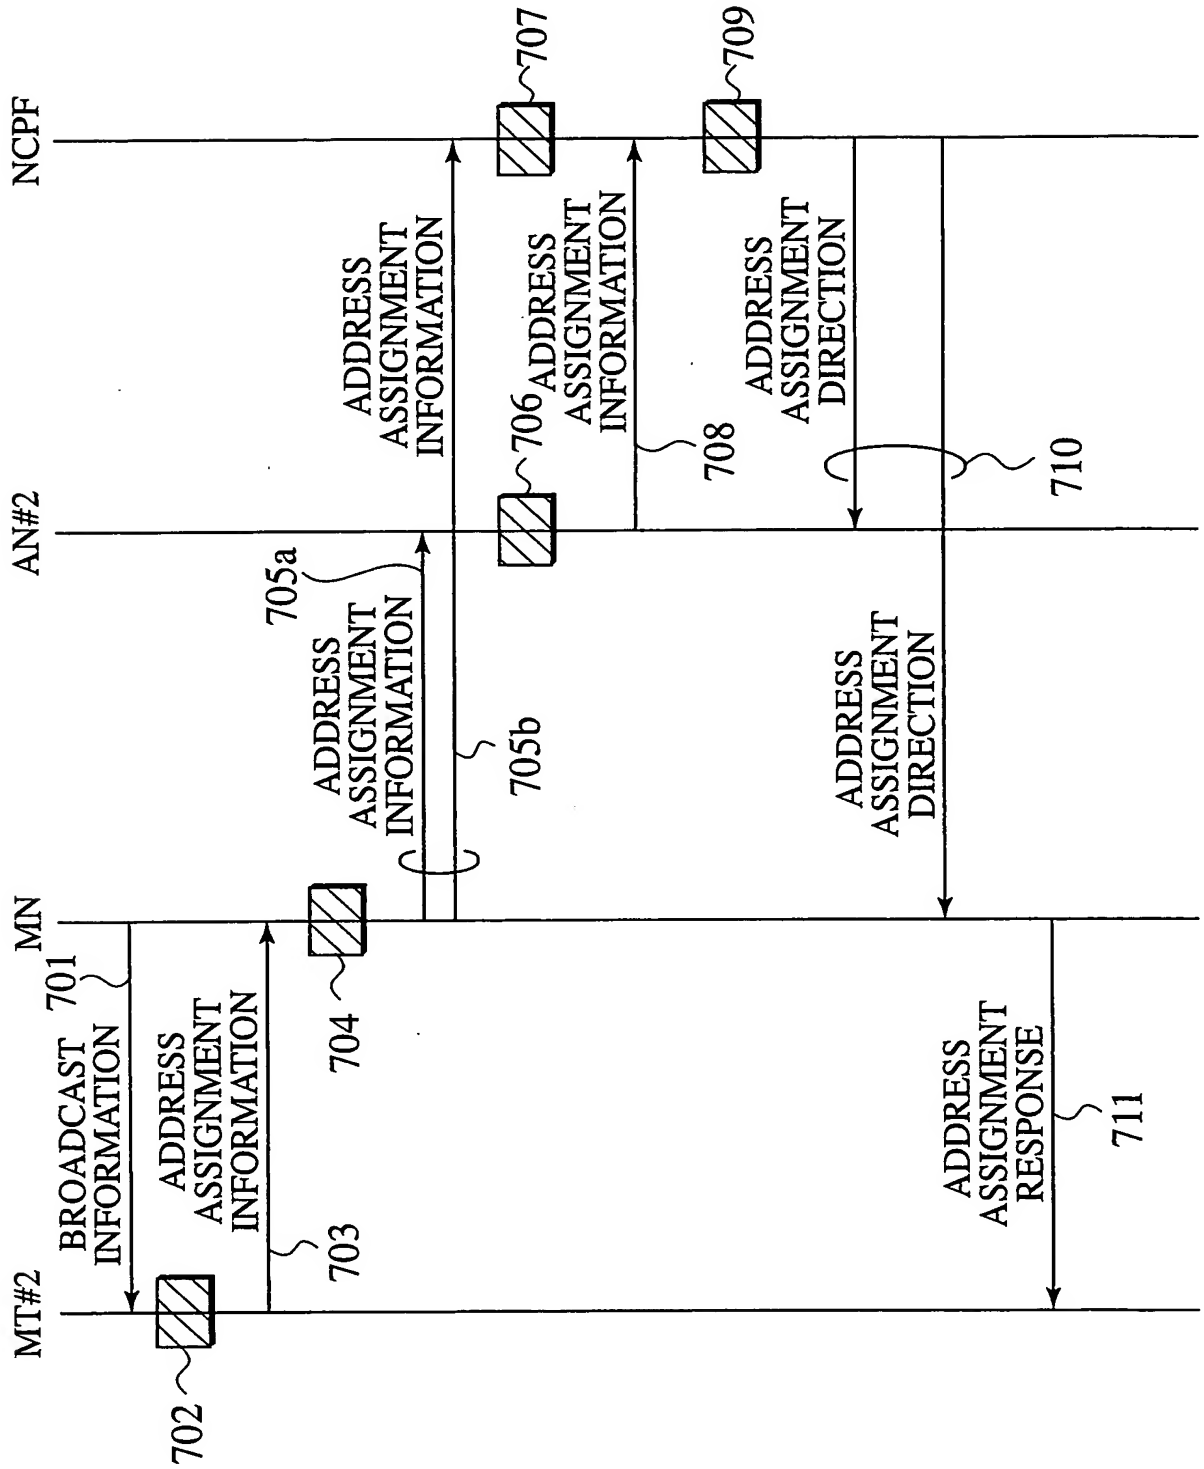 MT#2
MN
AN#2
NCPF
BROADCAST
INFORMATION
701
702
ADDRESS
ASSIGNMENT
INFORMATION
703
704
ADDRESS
ASSIGNMENT
INFORMATION
705a
705b
ADDRESS
ASSIGNMENT
INFORMATION
706
707
ADDRESS
ASSIGNMENT
INFORMATION
708
709
ADDRESS
ASSIGNMENT
DIRECTION
710
ADDRESS
ASSIGNMENT
DIRECTION
ADDRESS
ASSIGNMENT
RESPONSE
711